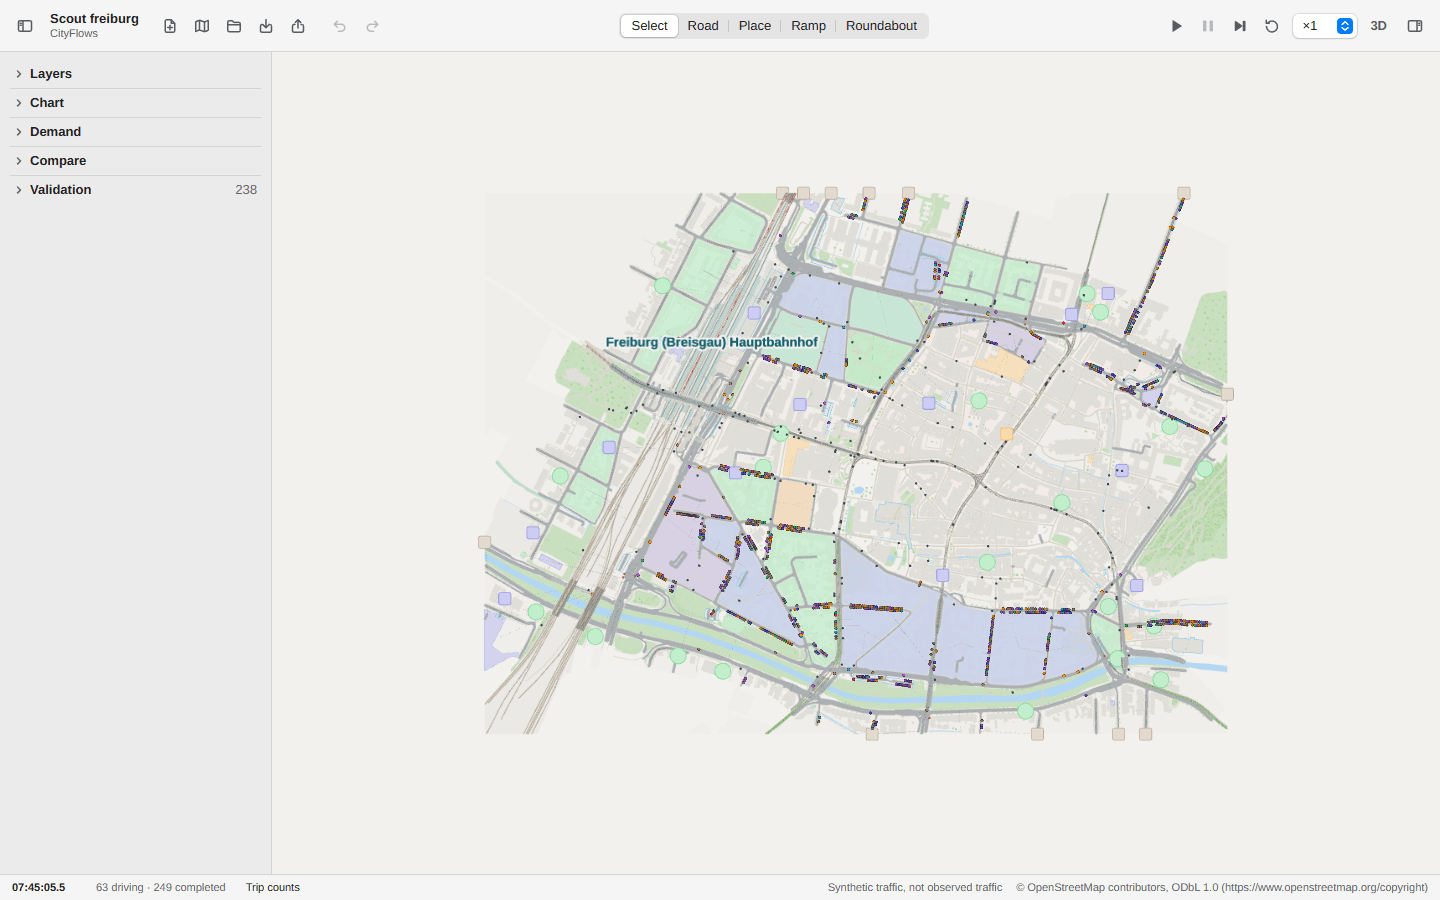 Scout freiburg
CityFlows
Select
Road
Place
Ramp
Roundabout
×1
3D
Layers
Chart
Demand
Compare
Validation 238
Freiburg (Breisgau) Hauptbahnhof
07:45:05.5
63 driving · 249 completed
Trip counts
Synthetic traffic, not observed traffic
© OpenStreetMap contributors, ODbL 1.0 (https://www.openstreetmap.org/copyright)